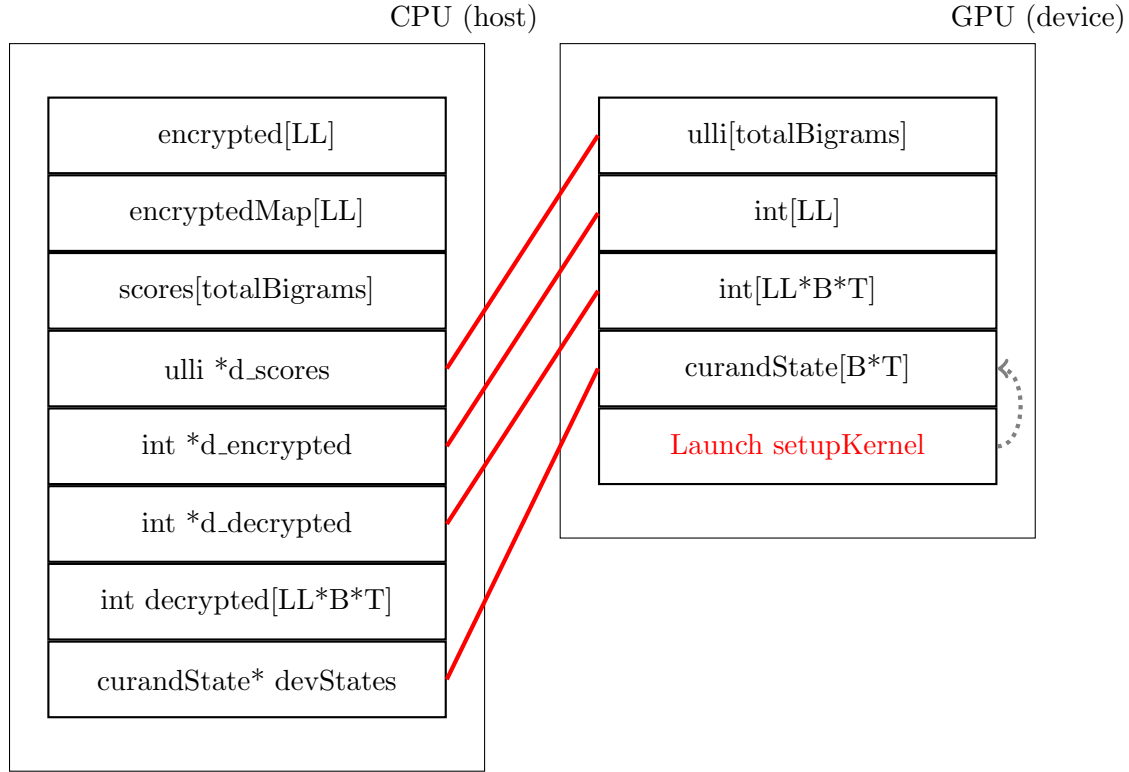 CPU (host)
encrypted[LL]
encryptedMap[LL]
scores[totalBigrams]
ulli *d_scores
int *d_encrypted
int *d_decrypted
int decrypted[LL*B*T]
curandState* devStates
GPU (device)
ulli[totalBigrams]
int[LL]
int[LL*B*T]
curandState[B*T]
Launch setupKernel